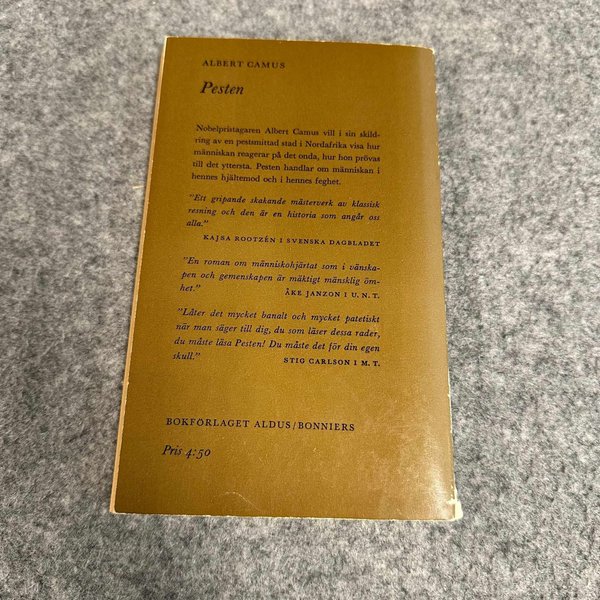 ALBERT CAMUS
Pesten
Nobelpristagaren Albert Camus vill i sin skild-
ring av en pestsmittad stad i Nordafrika visa hur
människan reagerar på det onda, hur hon prövas
till det yttersta. Pesten handlar om människan i
hennes hjältemod och i hennes feghet.
"Ett gripande skakande mästerverk av klassisk
resning och den är en historia som angår oss
alla."
KAJSA ROOTZÉN I SVENSKA DAGBLADET
"En roman om människohjärtat som i vänska-
pen och gemenskapen är mäktigt mänsklig öm-
het." ÅKE JANZON I U.N.T.
"Låter det mycket banalt och mycket patetiskt
när man säger till dig, du som läser dessa rader,
du måste läsa Pesten! Du måste det för din egen
skull." STIG CARLSON I M.T.
BOKFÖRLAGET ALDUS/BONNIERS
Pris 4:50